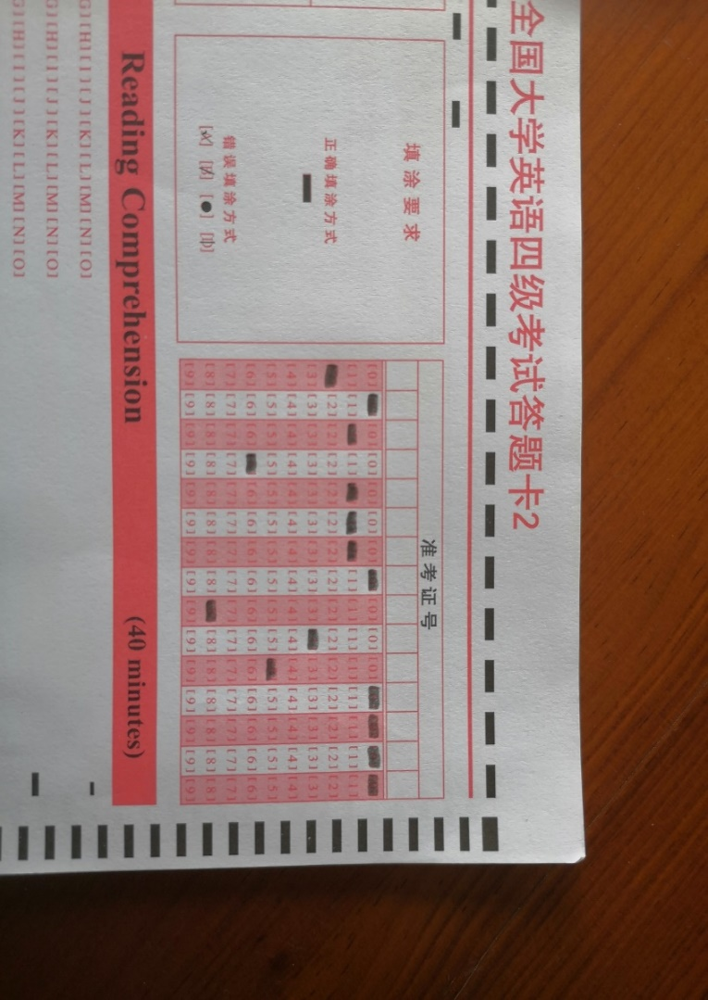 全国大学英语四级考试答题卡2
填涂要求
准考证号
正确填涂方式
错误填涂方式
[0] [0] [0] [0] [0] [0] [0] [0] [0]
[1] [1] [1] [1] [1] [1] [1] [1] [1] [1] [1]
[2] [2] [2] [2] [2] [2] [2] [2] [2] [2] [2] [2] [2] [2]
[3] [3] [3] [3] [3] [3] [3] [3] [3] [3] [3] [3] [3] [3]
[4] [4] [4] [4] [4] [4] [4] [4] [4] [4] [4] [4] [4] [4] [4]
[5] [5] [5] [5] [5] [5] [5] [5] [5] [5] [5] [5] [5] [5]
[6] [6] [6] [6] [6] [6] [6] [6] [6] [6] [6] [6] [6] [6]
[7] [7] [7] [7] [7] [7] [7] [7] [7] [7] [7] [7] [7] [7] [7]
[8] [8] [8] [8] [8] [8] [8] [8] [8] [8] [8] [8] [8] [8]
[9] [9] [9] [9] [9] [9] [9] [9] [9] [9] [9] [9] [9] [9] [9]
Reading Comprehension (40 minutes)
G] [H] [I] [J] [K] [L] [M] [N] [O]
G] [H] [I] [J] [K] [L] [M] [N] [O]
G] [H] [I] [J] [K] [L] [M] [N] [O]